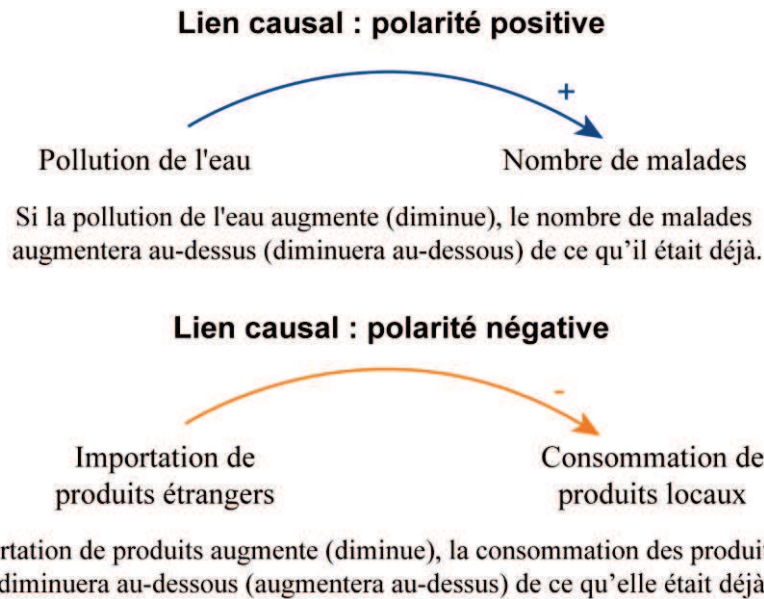 Lien causal : polarité positive
+
Pollution de l'eau
Nombre de malades
Si la pollution de l'eau augmente (diminue), le nombre de malades
augmentera au-dessus (diminuera au-dessous) de ce qu'il était déjà.
Lien causal : polarité négative
-
Importation de
produits étrangers
Consommation de
produits locaux
de produits augmente (diminue), la consommation des
diminuera au-dessous (augmentera au-dessus) de ce qu'elle était déjà